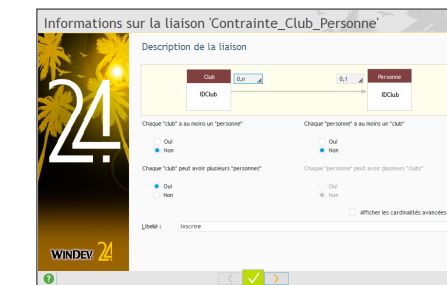 Informations sur la liaison 'Contrainte_Club_Personne'
Description de la liaison
Club 0,n 0,1 Personne
IDClub IDClub
Chaque "club" a au moins un "personne" Chaque "personne" a au moins un "club"
Oui Oui
Non Non
Chaque "club" peut avoir plusieurs "personnes" Chaque "personne" peut avoir plusieurs "clubs"
Oui Oui
Non Non
Afficher les cardinalités avancées
Libellé : Inscrire
24
WINDEV 24
?